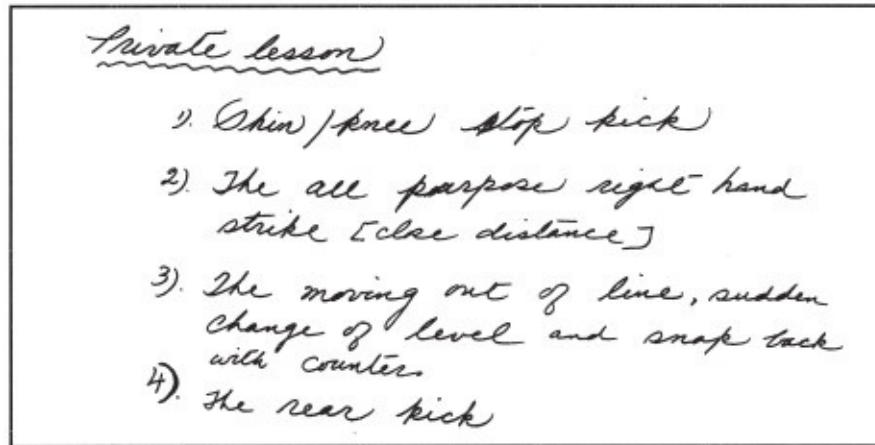 Private lesson
1). Shin/knee stop kick
2). The all purpose right hand
strike [close distance]
3). The moving out of line, sudden
change of level and snap back
with counter.
4). The rear kick